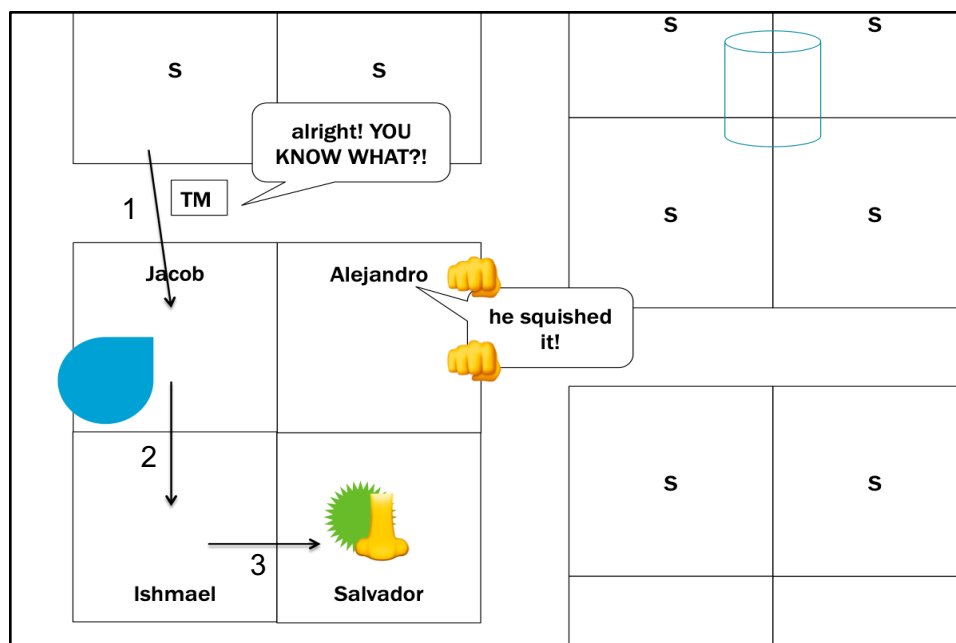 S
S
S
S
alright! YOU
KNOW WHAT?!
1
TM
S
S
Jacob
Alejandro
he squished
it!
2
S
S
3
Ishmael
Salvador